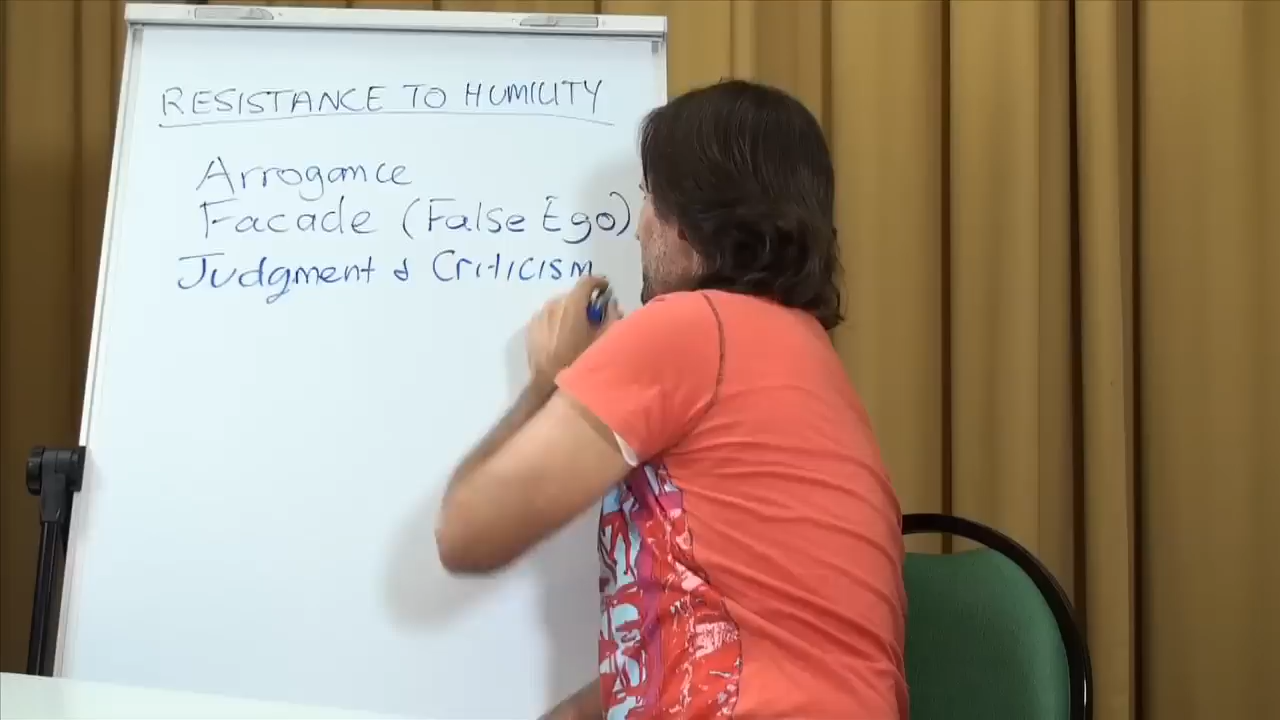 RESISTANCE TO HUMILITY
Arrogance
Facade (False Ego)
Judgment & Criticism